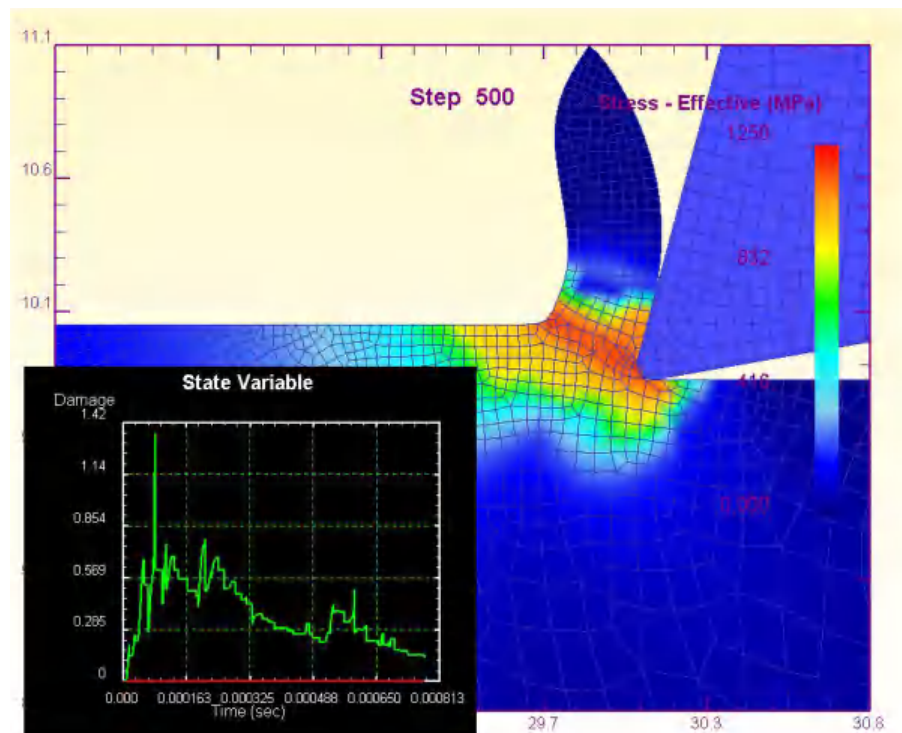 11.1
Step 500
Stress - Effective (MPa)
1250
10.6
832
10.1
416
0.000
State Variable
Damage
1.42
1.14
0.854
0.569
0.285
0
0.000 0.000163 0.000325 0.000488 0.000650 0.000813
Time (sec)
29.7 30.3 30.8